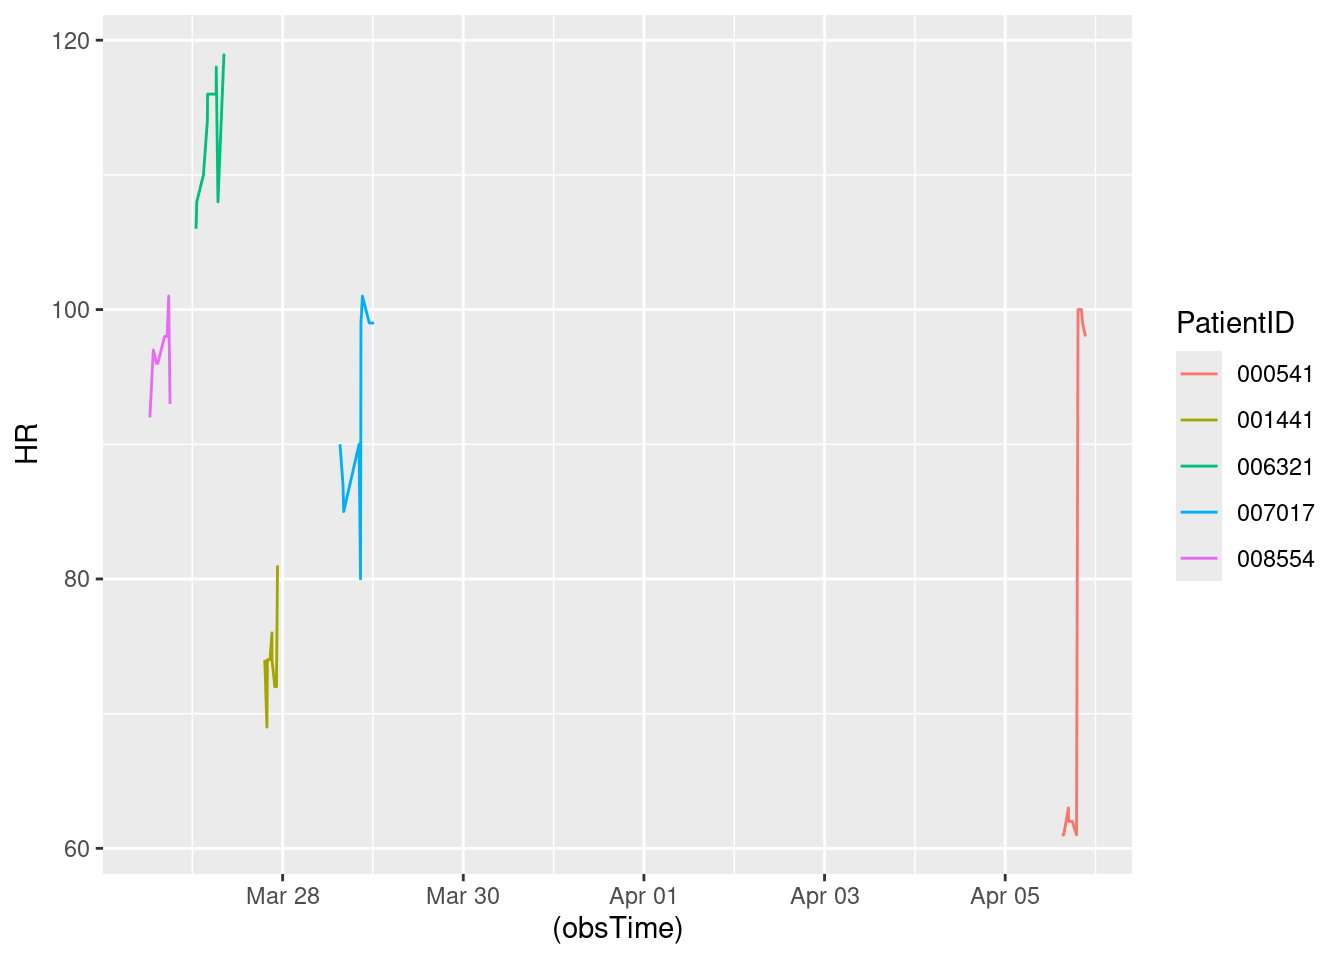 120
100
80
60
HR
Mar 28
Mar 30
Apr 01
Apr 03
Apr 05
(obsTime)
PatientID
000541
001441
006321
007017
008554